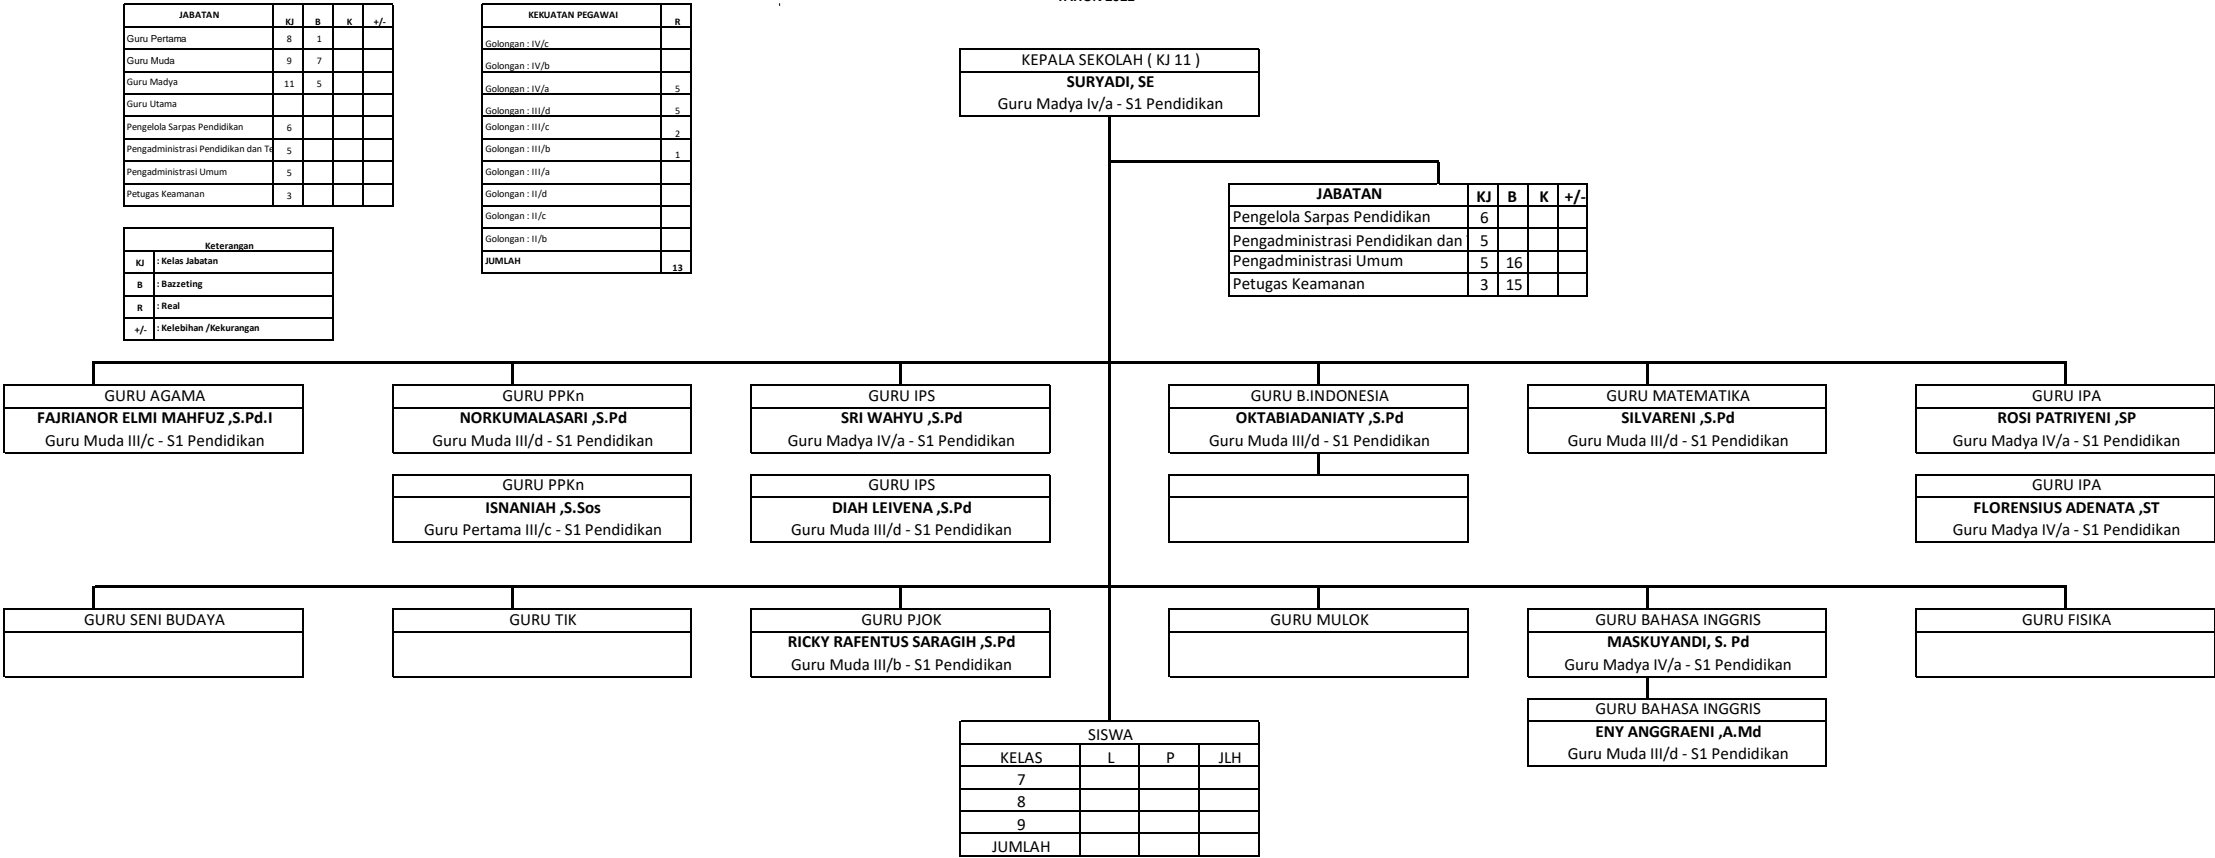 JABATAN KJ B K +/-
Guru Pertama 8 1
Guru Muda 9 7
Guru Madya 11 5
Guru Utama
Pengelola Sarpas Pendidikan 6
Pengadministrasi Pendidikan dan Te 5
Pengadministrasi Umum 5
Petugas Keamanan 3
Keterangan
KJ : Kelas Jabatan
B : Bazzeting
R : Real
+/- : Kelebihan /Kekurangan
KEKUATAN PEGAWAI R
Golongan : IV/c
Golongan : IV/b
Golongan : IV/a 5
Golongan : III/d 5
Golongan : III/c 2
Golongan : III/b 1
Golongan : III/a
Golongan : II/d
Golongan : II/c
Golongan : II/b
JUMLAH 13
KEPALA SEKOLAH ( KJ 11 )
SURYADI, SE
Guru Madya Iv/a - S1 Pendidikan
JABATAN KJ B K +/-
Pengelola Sarpas Pendidikan 6
Pengadministrasi Pendidikan dan 5
Pengadministrasi Umum 5 16
Petugas Keamanan 3 15
GURU AGAMA
FAJRIANOR ELMI MAHFUZ ,S.Pd.I
Guru Muda III/c - S1 Pendidikan
GURU PPKn
NORKUMALASARI ,S.Pd
Guru Muda III/d - S1 Pendidikan
GURU PPKn
ISNANIAH ,S.Sos
Guru Pertama III/c - S1 Pendidikan
GURU IPS
SRI WAHYU ,S.Pd
Guru Madya IV/a - S1 Pendidikan
GURU IPS
DIAH LEIVENA ,S.Pd
Guru Muda III/d - S1 Pendidikan
GURU B.INDONESIA
OKTABIADANIATY ,S.Pd
Guru Muda III/d - S1 Pendidikan
GURU MATEMATIKA
SILVARENI ,S.Pd
Guru Muda III/d - S1 Pendidikan
GURU IPA
ROSI PATRIYENI ,SP
Guru Madya IV/a - S1 Pendidikan
GURU IPA
FLORENSIUS ADENATA ,ST
Guru Madya IV/a - S1 Pendidikan
GURU SENI BUDAYA
GURU TIK
GURU PJOK
RICKY RAFENTUS SARAGIH ,S.Pd
Guru Muda III/b - S1 Pendidikan
GURU MULOK
GURU BAHASA INGGRIS
MASKUYANDI, S. Pd
Guru Madya IV/a - S1 Pendidikan
GURU BAHASA INGGRIS
ENY ANGGRAENI ,A.Md
Guru Muda III/d - S1 Pendidikan
GURU FISIKA
SISWA
KELAS L P JLH
7
8
9
JUMLAH